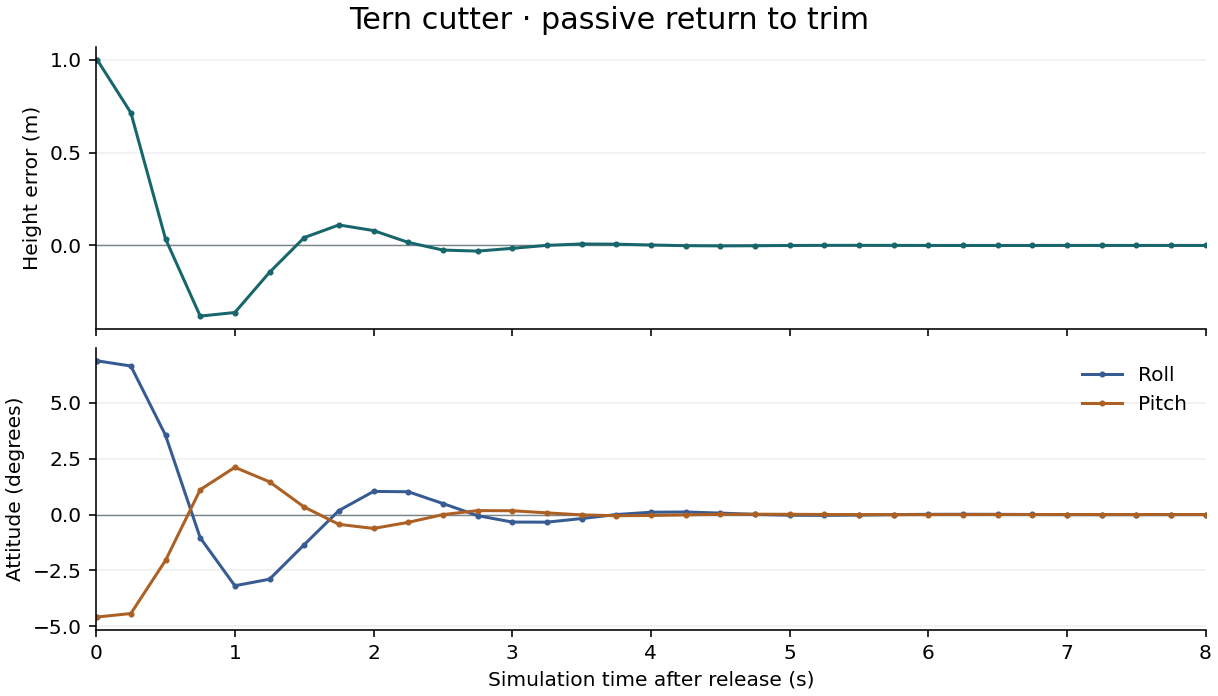 Tern cutter · passive return to trim
1.0
0.5
0.0
Height error (m)
Roll
Pitch
5.0
2.5
0.0
−2.5
−5.0
Attitude (degrees)
0 1 2 3 4 5 6 7 8
Simulation time after release (s)